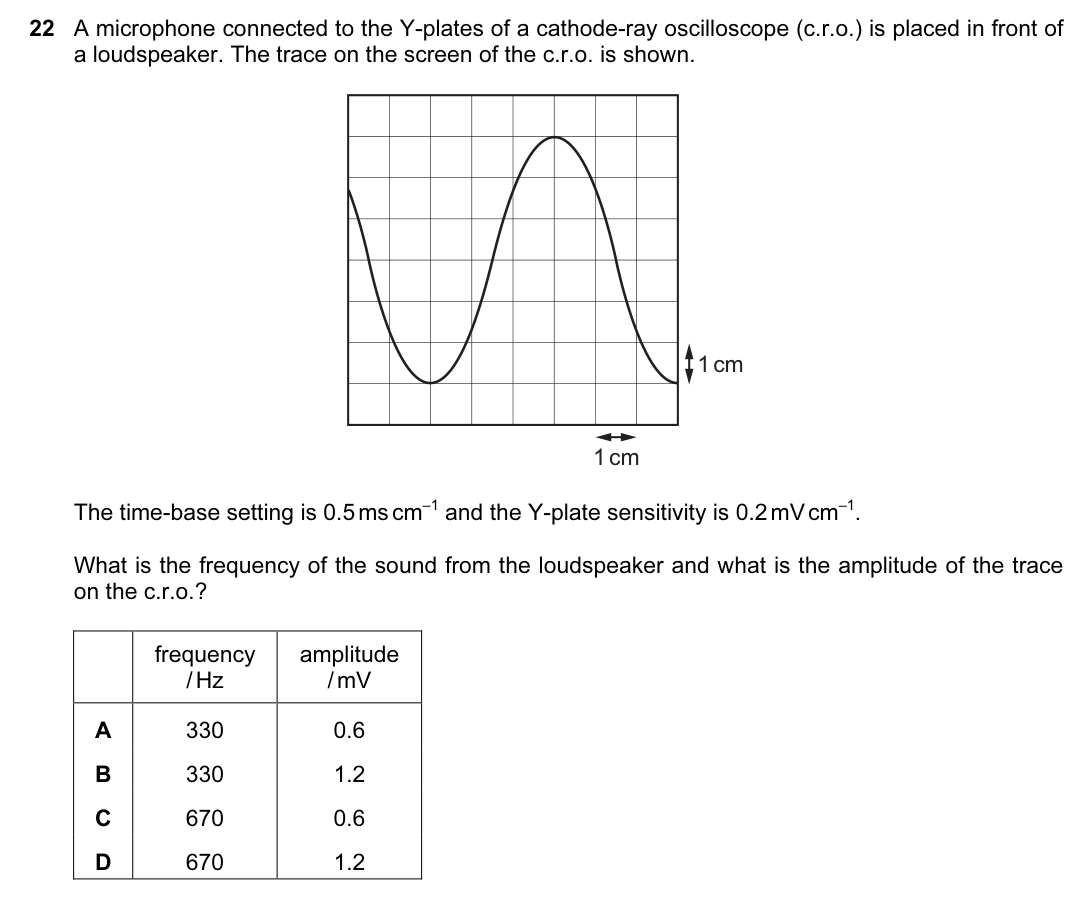 22 A microphone connected to the Y-plates of a cathode-ray oscilloscope (c.r.o.) is placed in front of
a loudspeaker. The trace on the screen of the c.r.o. is shown.
1 cm
1 cm
The time-base setting is 0.5 ms cm⁻¹ and the Y-plate sensitivity is 0.2 mV cm⁻¹.
What is the frequency of the sound from the loudspeaker and what is the amplitude of the trace
on the c.r.o.?
frequency amplitude
/ Hz / mV
A 330 0.6
B 330 1.2
C 670 0.6
D 670 1.2